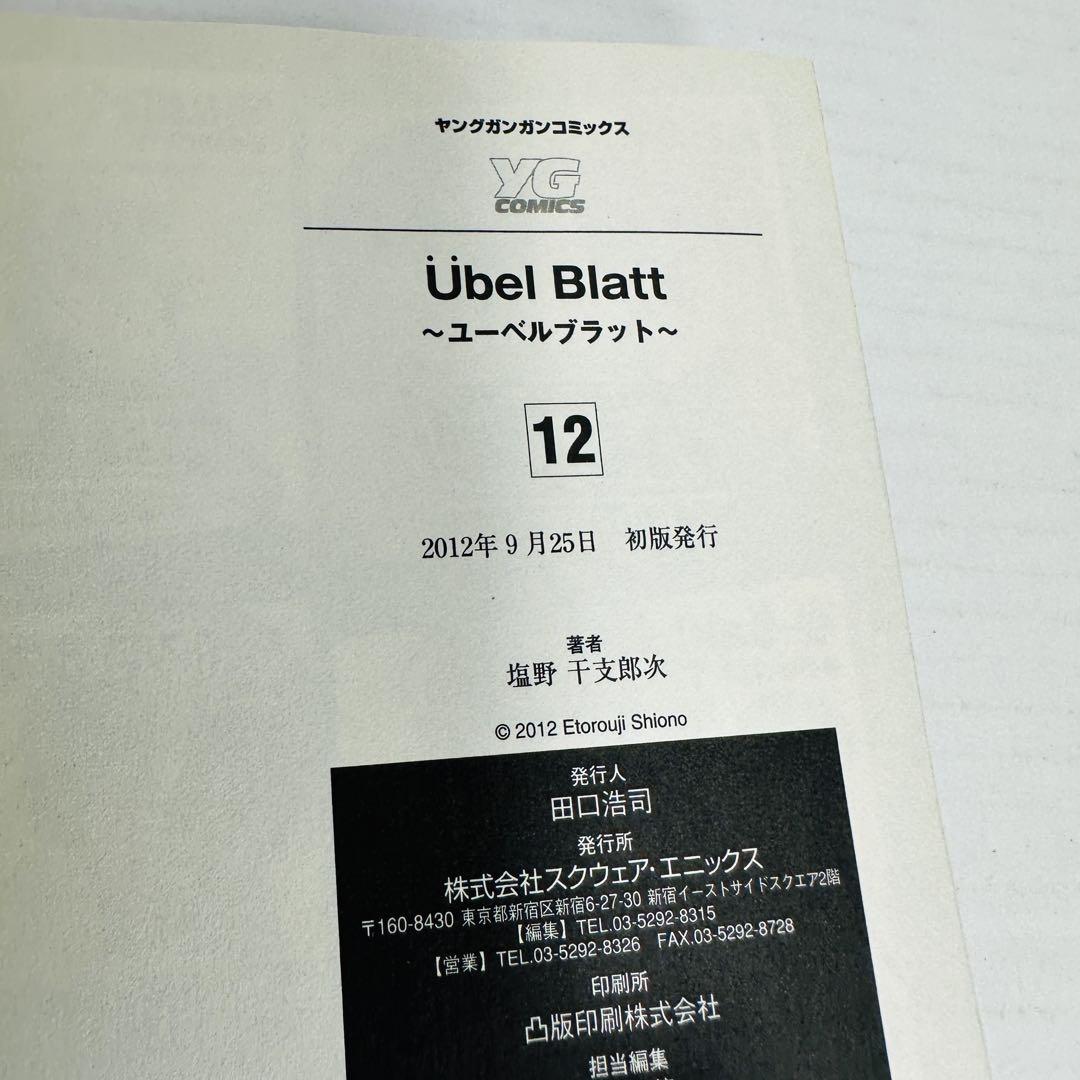 ヤングガンガンコミックス
YG
COMICS
Übel Blatt
～ユーベルブラット～
12
2012年9月25日　初版発行
著者
塩野 干支郎次
© 2012 Etorouji Shiono
発行人
田口浩司
発行所
株式会社スクウェア・エニックス
〒160-8430 東京都新宿区新宿6-27-30 新宿イーストサイドスクエア2階
【編集】TEL.03-5292-8315
【営業】TEL.03-5292-8326　FAX.03-5292-8728
印刷所
凸版印刷株式会社
担当編集